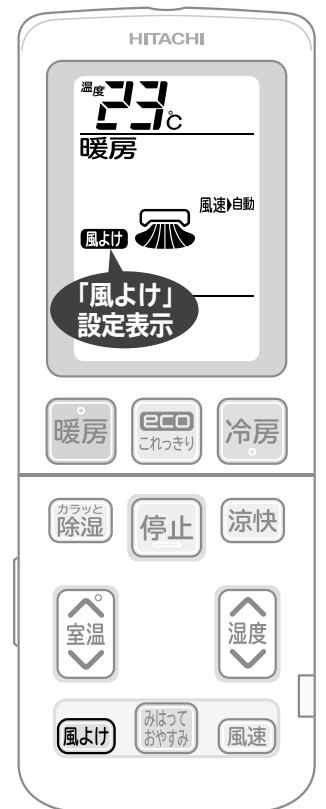 HITACHI
温度23℃
暖房
風速▶自動
風よけ
「風よけ」
設定表示
暖房
eco
これっきり
冷房
カラッと
除湿
停止
涼快
室温
湿度
風よけ
みはって
おやすみ
風速